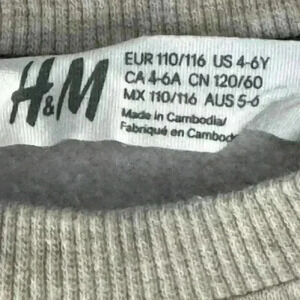 H&M
EUR 110/116 US 4-6Y
CA 4-6A CN 120/60
MX 110/116 AUS 5-6
Made in Cambodia/
Fabriqué en Cambod